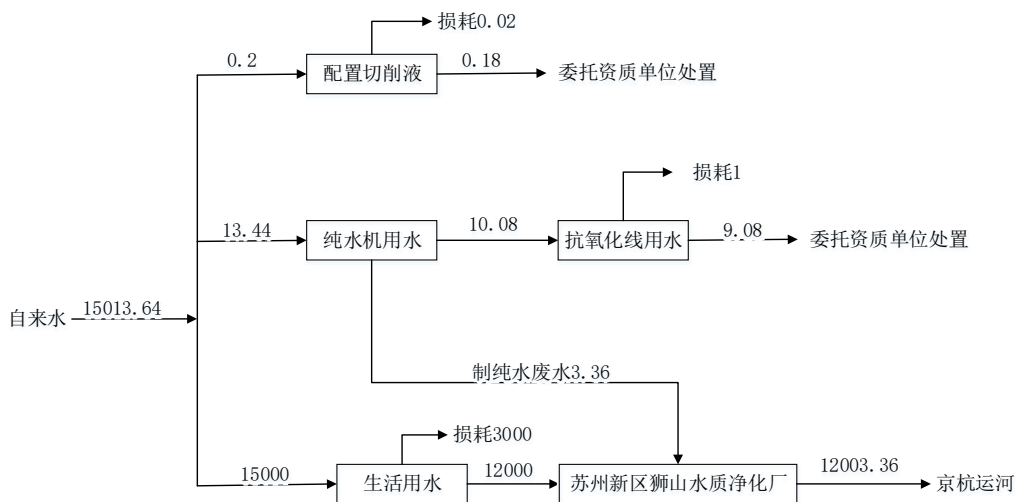 损耗0.02
0.2
配置切削液
0.18
委托资质单位处置
损耗1
13.44
纯水机用水
10.08
抗氧化线用水
9.08
委托资质单位处置
自来水
15013.64
制纯水废水3.36
损耗3000
15000
生活用水
12000
苏州新区狮山水质净化厂
12003.36
京杭运河